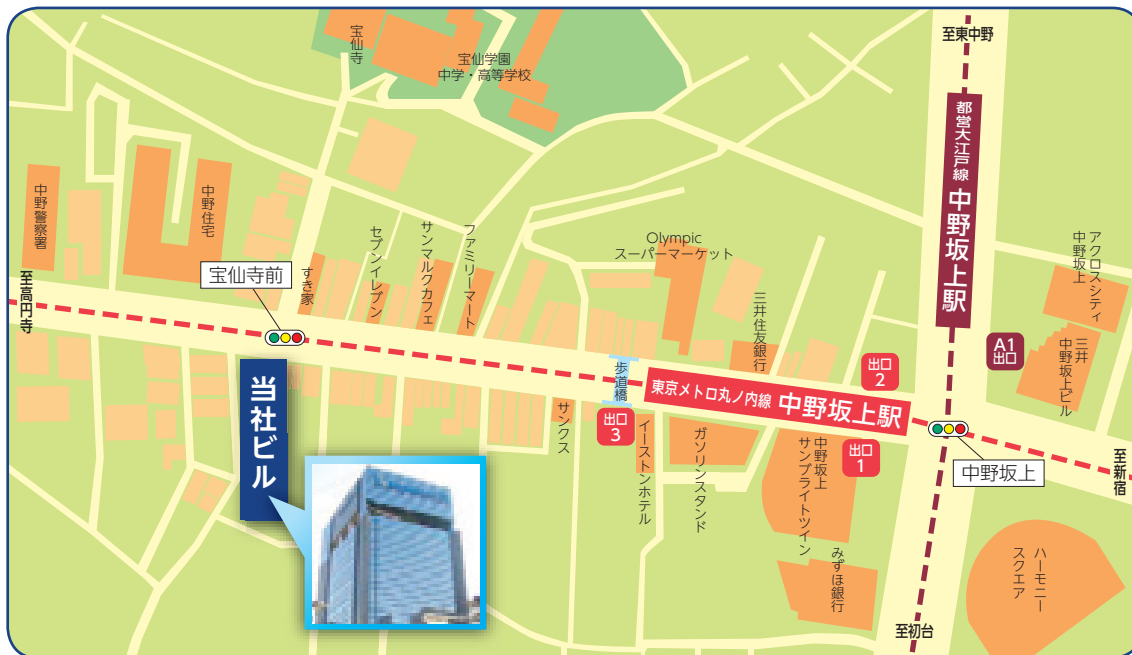 至東中野
宝仙寺
宝仙学園
中学・高等学校
都営大江戸線 中野坂上駅
中野警察署
中野住宅
宝仙寺前
すき家
セブンイレブン
サンマルクカフェ
ファミリーマート
Olympic
スーパーマーケット
三井住友銀行
アクロスシティ
中野坂上
三井
中野坂上ビル
A1
出口
出口
2
至高円寺
歩道橋
東京メトロ丸ノ内線 中野坂上駅
当社ビル
サンクス
出口
3
イーストンホテル
ガソリンスタンド
中野坂上
サンブライトツイン
出口
1
中野坂上
至新宿
みずほ銀行
ハーモニー
スクエア
至初台